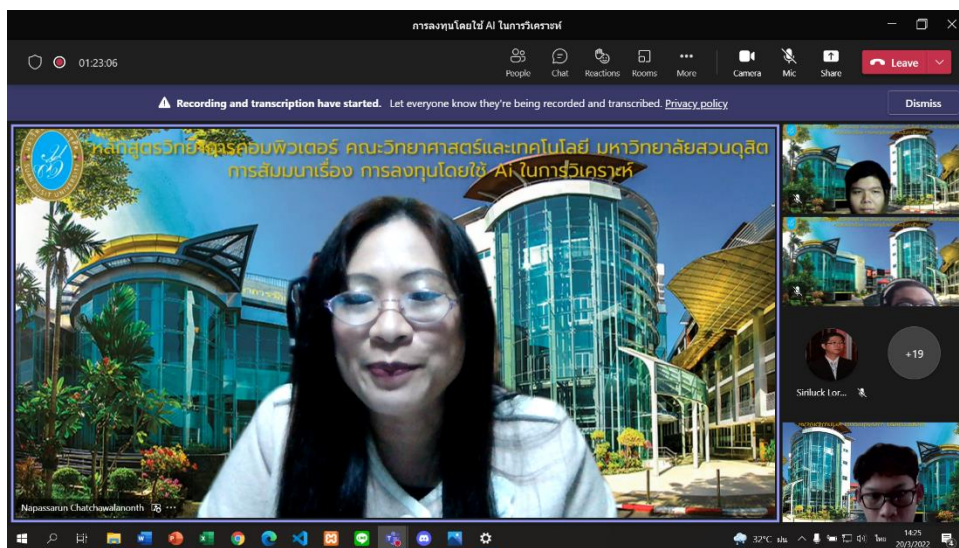 การลงทุนโดยใช้ AI ในการวิเคราะห์
01:23:06
People
Chat
Reactions
Rooms
More
Camera
Mic
Share
Leave
Recording and transcription have started. Let everyone know they're being recorded and transcribed. Privacy policy
Dismiss
หลักสูตรวิทยาการคอมพิวเตอร์ คณะวิทยาศาสตร์และเทคโนโลยี มหาวิทยาลัยสวนดุสิต
การสัมมนาเรื่อง การลงทุนโดยใช้ AI ในการวิเคราะห์
+19
Siriluck Lor...
Napassarun Chatchawalanonth
32°C ฝน
ไทย
14:25
20/3/2022
4